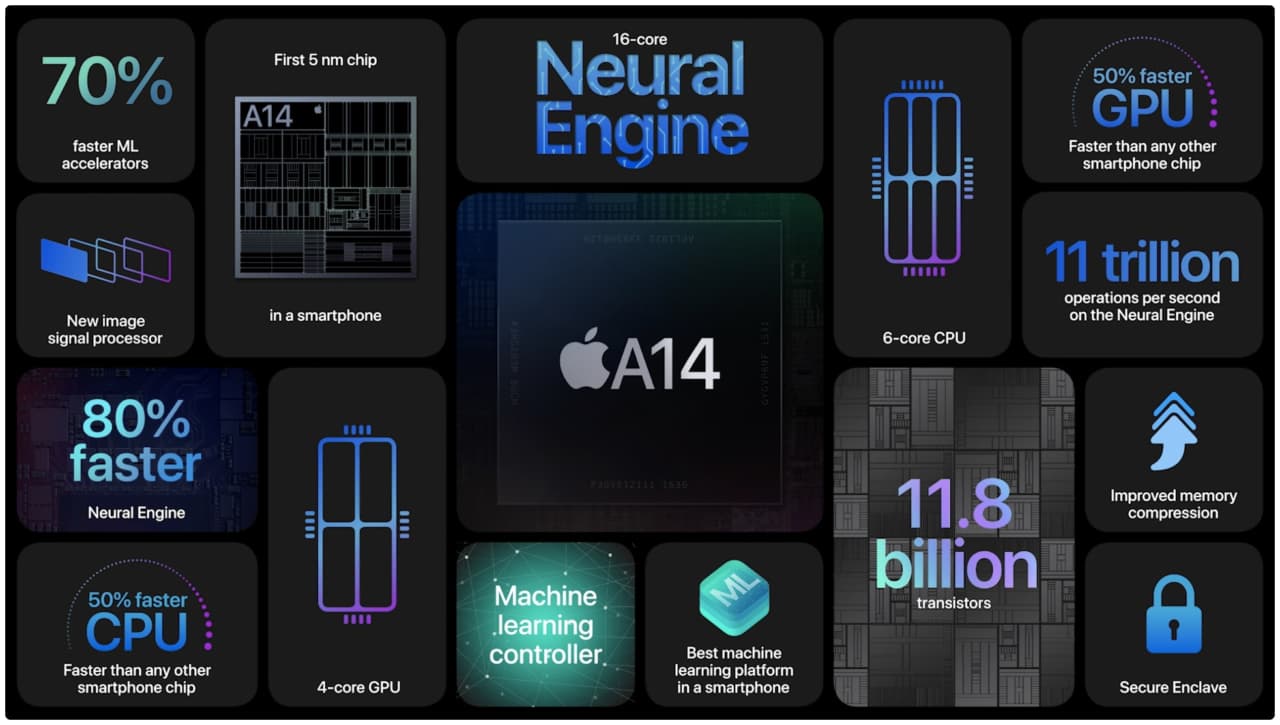 70%
faster ML
accelerators
First 5 nm chip
A14
in a smartphone
16-core
Neural
Engine
6-core CPU
50% faster
GPU
Faster than any other
smartphone chip
New image
signal processor
A14
11 trillion
operations per second
on the Neural Engine
80%
faster
Neural Engine
4-core GPU
11.8
billion
transistors
Improved memory
compression
50% faster
CPU
Faster than any other
smartphone chip
Machine
learning
controller
ML
Best machine
learning platform
in a smartphone
Secure Enclave